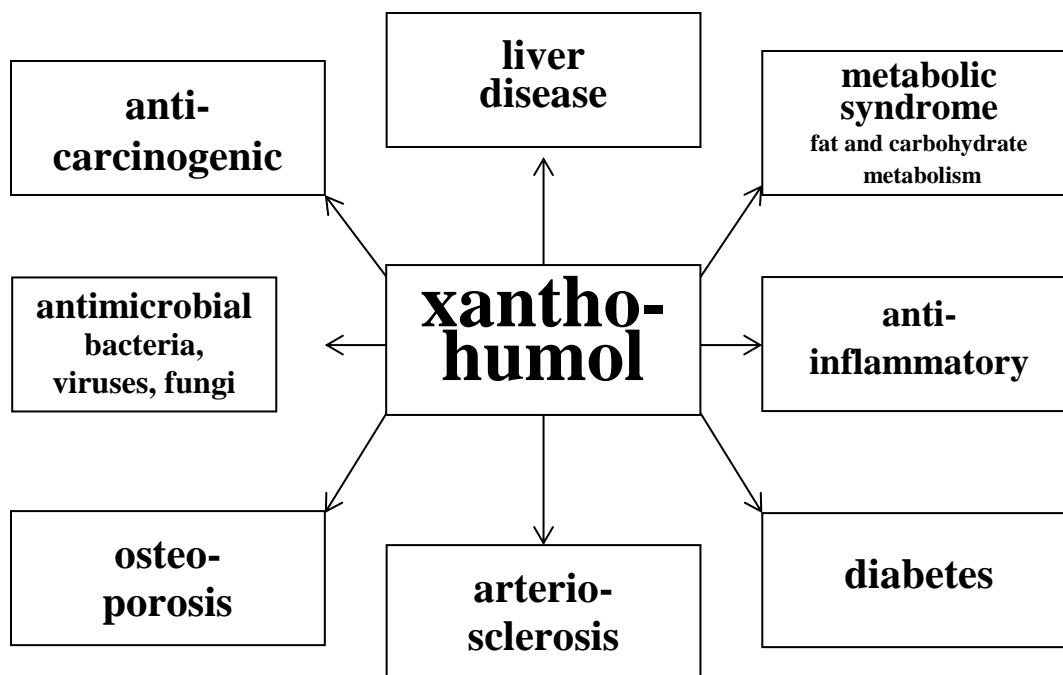 liver
disease
anti-
carcinogenic
metabolic
syndrome
fat and carbohydrate
metabolism
xantho-
humol
antimicrobial
bacteria,
viruses, fungi
anti-
inflammatory
osteo-
porosis
arterio-
sclerosis
diabetes